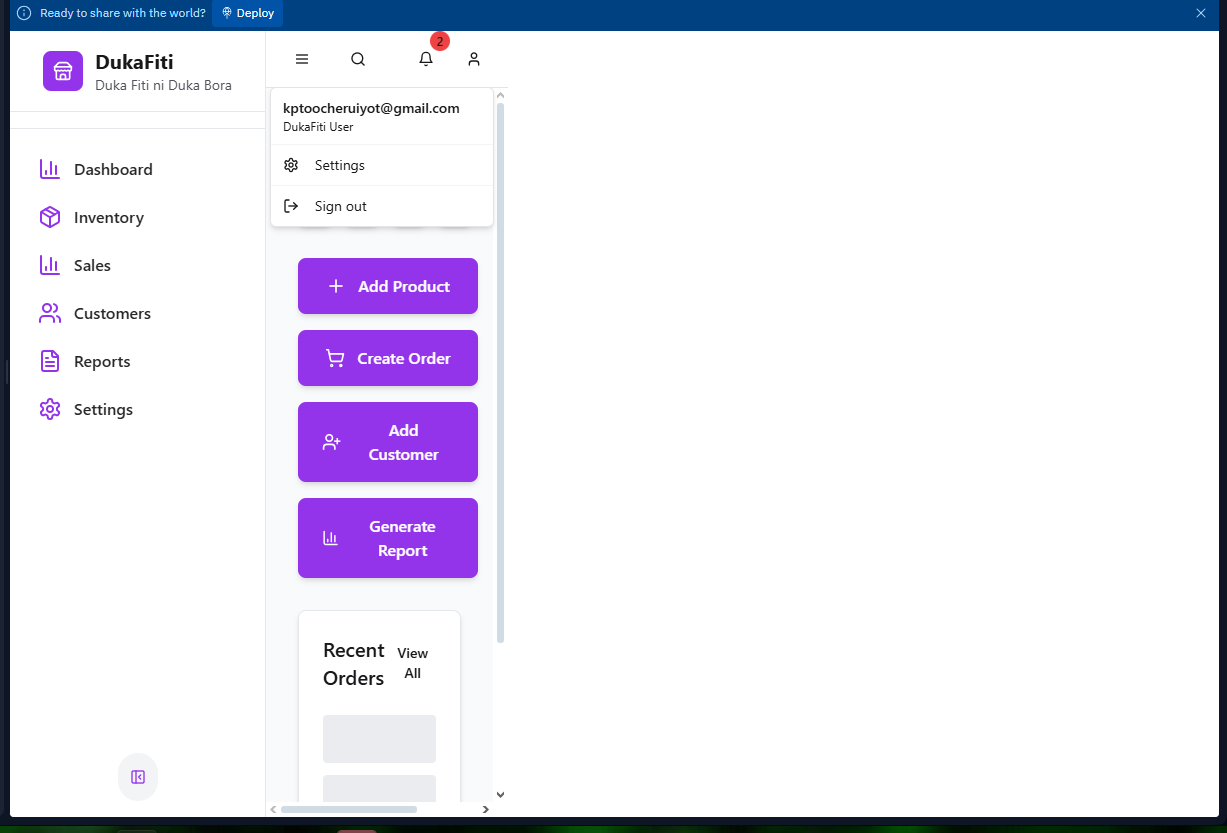 Ready to share with the world? Deploy
DukaFiti
Duka Fiti ni Duka Bora
2
kptoocheruiyot@gmail.com
DukaFiti User
Settings
Sign out
Dashboard
Inventory
Sales
Customers
Reports
Settings
Add Product
Create Order
Add
Customer
Generate
Report
Recent
Orders
View
All